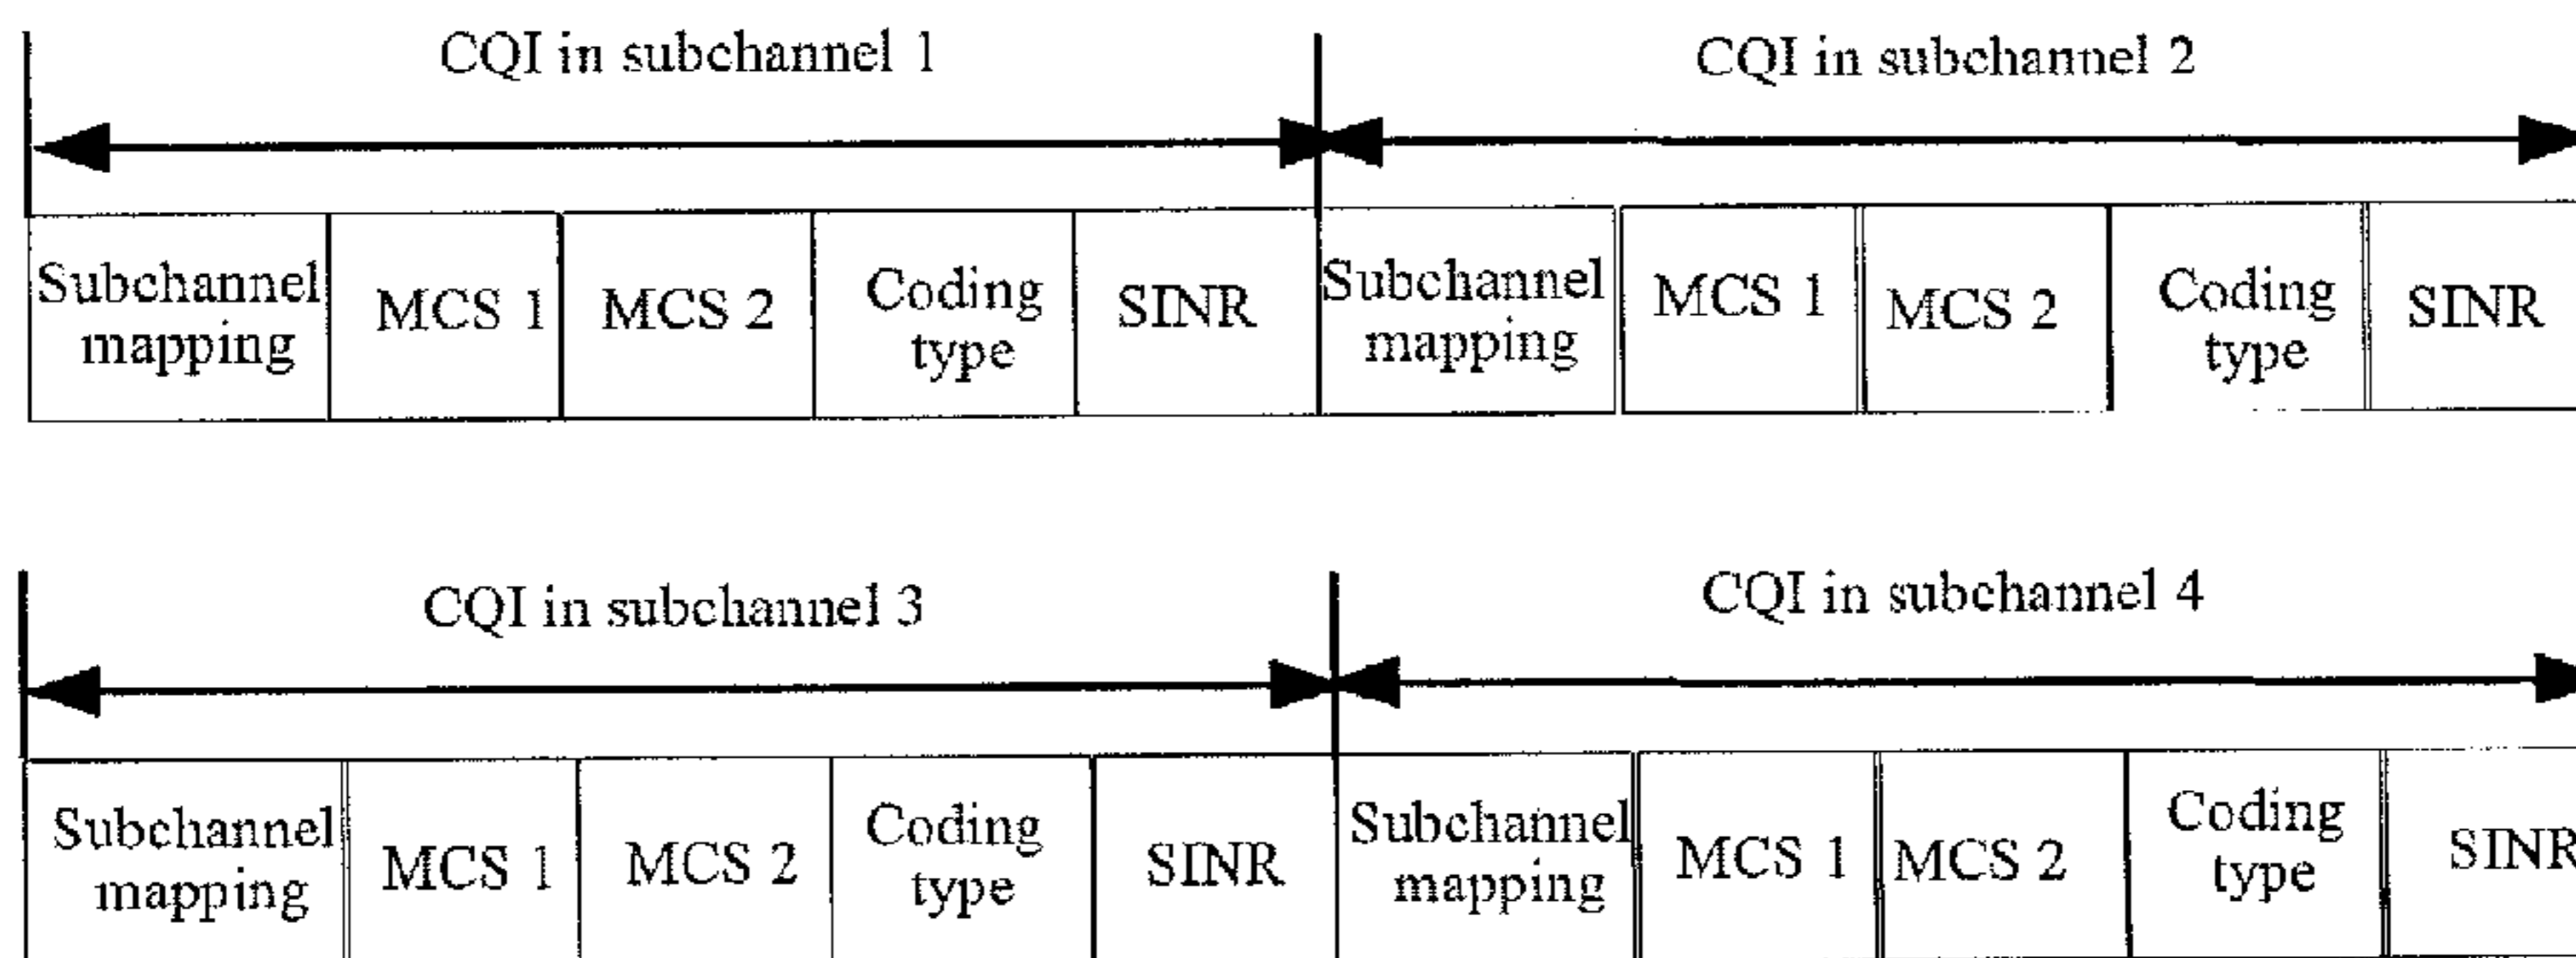 CQI in subchannel 1
CQI in subchannel 2
Subchannel
mapping
MCS 1
MCS 2
Coding
type
SINR
Subchannel
mapping
MCS 1
MCS 2
Coding
type
SINR
CQI in subchannel 3
CQI in subchannel 4
Subchannel
mapping
MCS 1
MCS 2
Coding
type
SINR
Subchannel
mapping
MCS 1
MCS 2
Coding
type
SINR